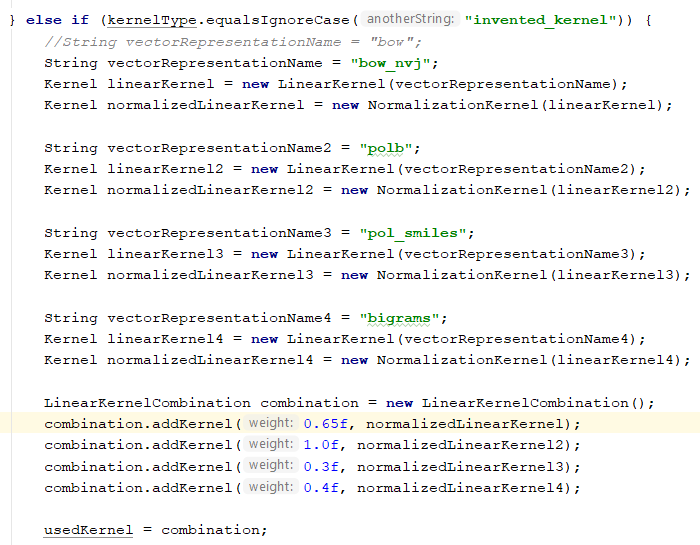 } else if (kernelType.equalsIgnoreCase( anotherString: "invented_kernel")) {
//String vectorRepresentationName = "bow";
String vectorRepresentationName = "bow_nvj";
Kernel linearKernel = new LinearKernel(vectorRepresentationName);
Kernel normalizedLinearKernel = new NormalizationKernel(linearKernel);
String vectorRepresentationName2 = "polb";
Kernel linearKernel2 = new LinearKernel(vectorRepresentationName2);
Kernel normalizedLinearKernel2 = new NormalizationKernel(linearKernel2);
String vectorRepresentationName3 = "pol_smiles";
Kernel linearKernel3 = new LinearKernel(vectorRepresentationName3);
Kernel normalizedLinearKernel3 = new NormalizationKernel(linearKernel3);
String vectorRepresentationName4 = "bigrams";
Kernel linearKernel4 = new LinearKernel(vectorRepresentationName4);
Kernel normalizedLinearKernel4 = new NormalizationKernel(linearKernel4);
LinearKernelCombination combination = new LinearKernelCombination();
combination.addKernel( weight: 0.65f, normalizedLinearKernel);
combination.addKernel( weight: 1.0f, normalizedLinearKernel2);
combination.addKernel( weight: 0.3f, normalizedLinearKernel3);
combination.addKernel( weight: 0.4f, normalizedLinearKernel4);
usedKernel = combination;